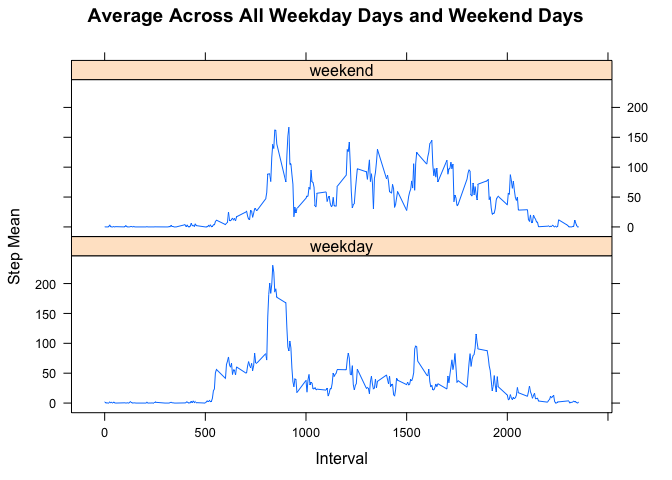 Average Across All Weekday Days and Weekend Days
weekend
200
150
100
50
0
weekday
200
150
100
50
0
Step Mean
0 500 1000 1500 2000
Interval